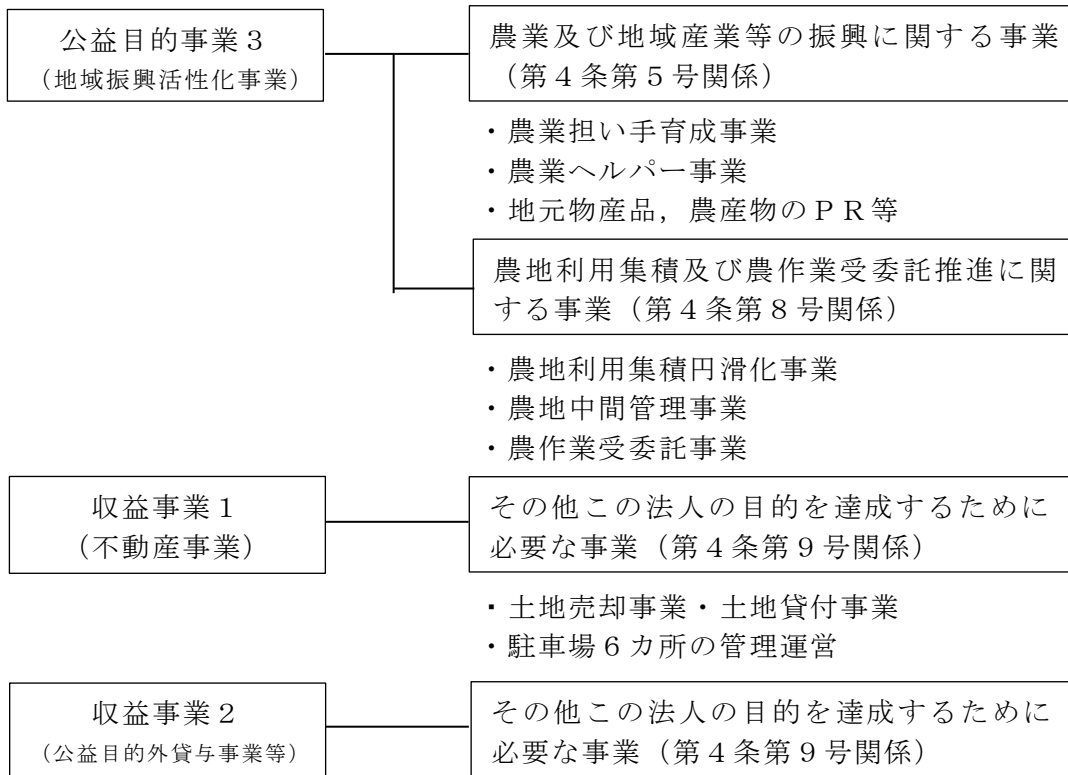 公益目的事業３
（地域振興活性化事業）
農業及び地域産業等の振興に関する事業
（第４条第５号関係）
・農業担い手育成事業
・農業ヘルパー事業
・地元物産品，農産物のＰＲ等
農地利用集積及び農作業受委託推進に関
する事業（第４条第８号関係）
・農地利用集積円滑化事業
・農地中間管理事業
・農作業受委託事業
収益事業１
（不動産事業）
その他この法人の目的を達成するために
必要な事業（第４条第９号関係）
・土地売却事業・土地貸付事業
・駐車場６カ所の管理運営
収益事業２
（公益目的外貸与事業等）
その他この法人の目的を達成するために
必要な事業（第４条第９号関係）